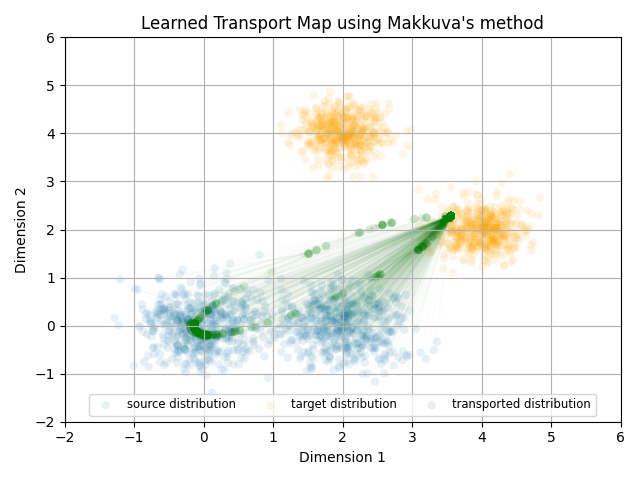 Learned Transport Map using Makkuva's method
6
5
4
3
2
1
0
−1
−2
Dimension 2
source distribution target distribution transported distribution
−2 −1 0 1 2 3 4 5 6
Dimension 1